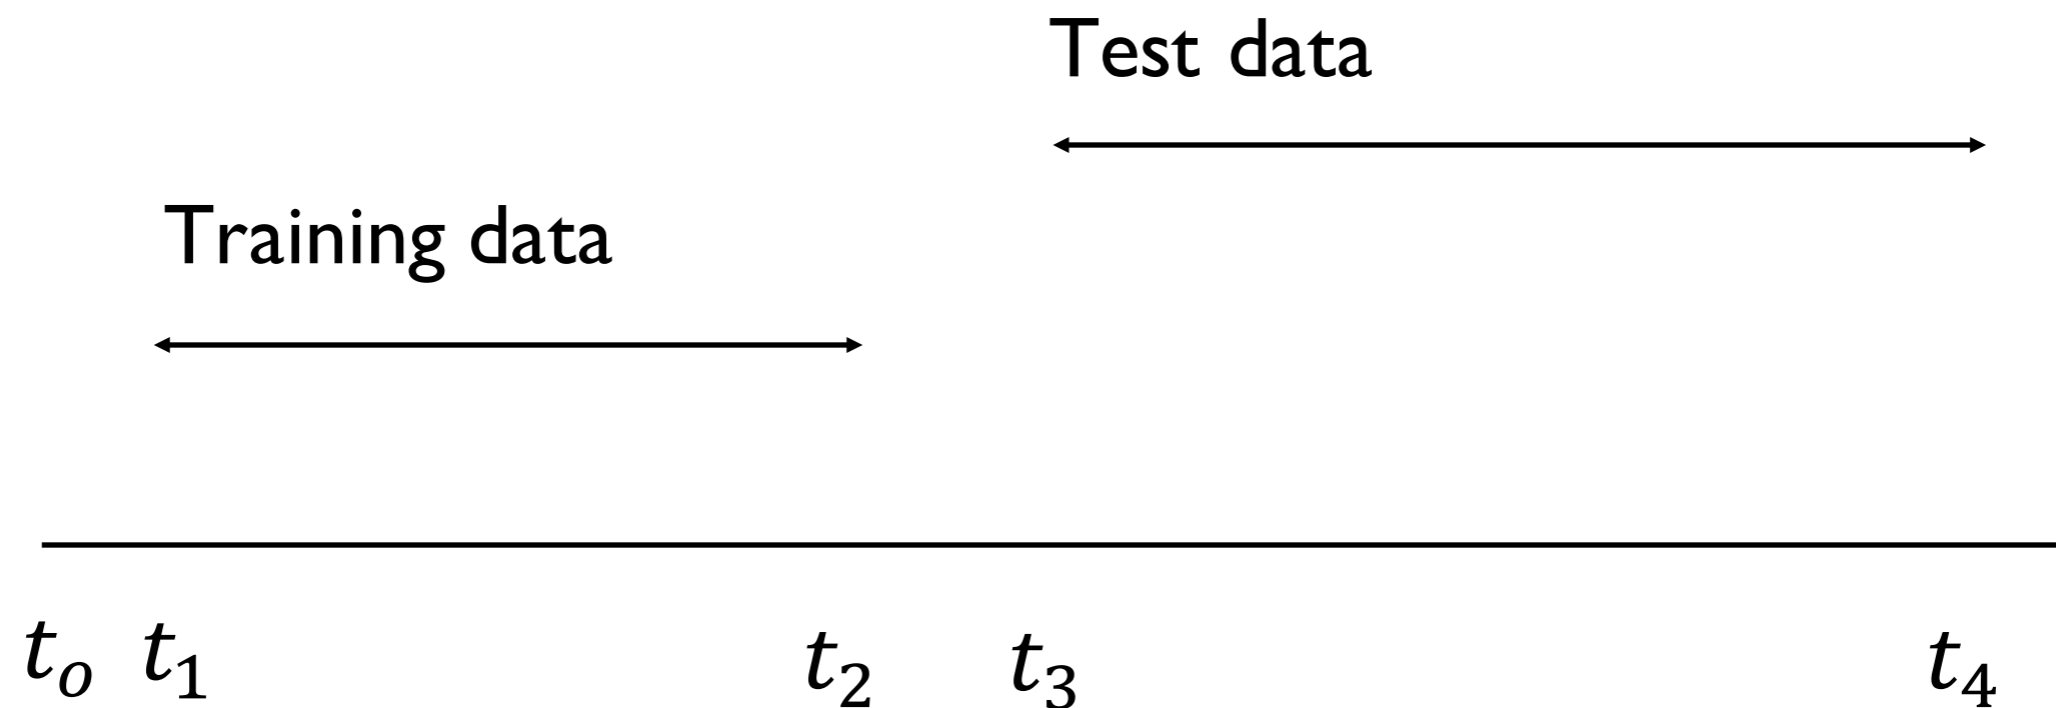 Test data
Training data
t_o t_1 t_2 t_3 t_4